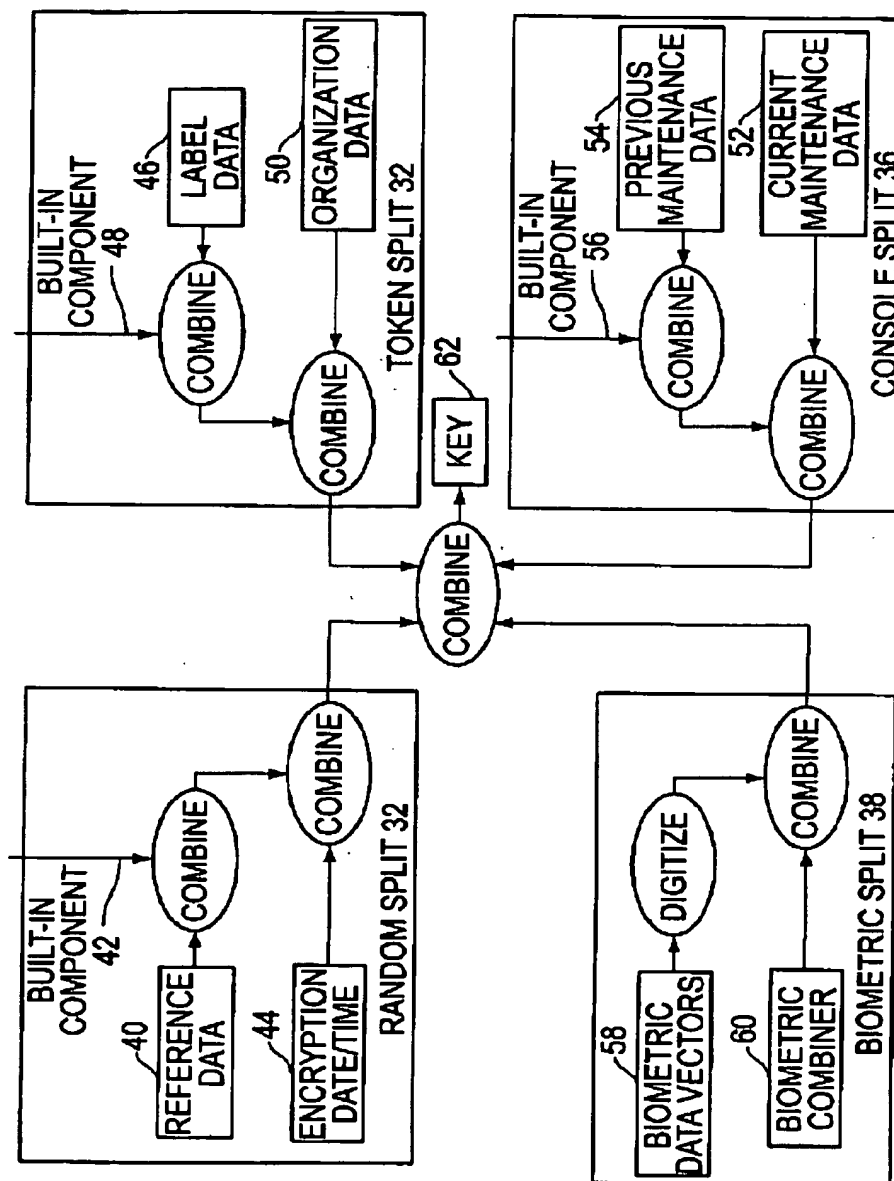 BUILT-IN
COMPONENT
42
40
REFERENCE
DATA
COMBINE
44
ENCRYPTION
DATE/TIME
COMBINE
RANDOM SPLIT 32
BUILT-IN
COMPONENT
48
46
LABEL
DATA
COMBINE
50
ORGANIZATION
DATA
COMBINE
TOKEN SPLIT 32
COMBINE
KEY
62
58
BIOMETRIC
DATA VECTORS
DIGITIZE
60
BIOMETRIC
COMBINER
COMBINE
BIOMETRIC SPLIT 38
BUILT-IN
COMPONENT
56
54
PREVIOUS
MAINTENANCE
DATA
COMBINE
52
CURRENT
MAINTENANCE
DATA
COMBINE
CONSOLE SPLIT 36